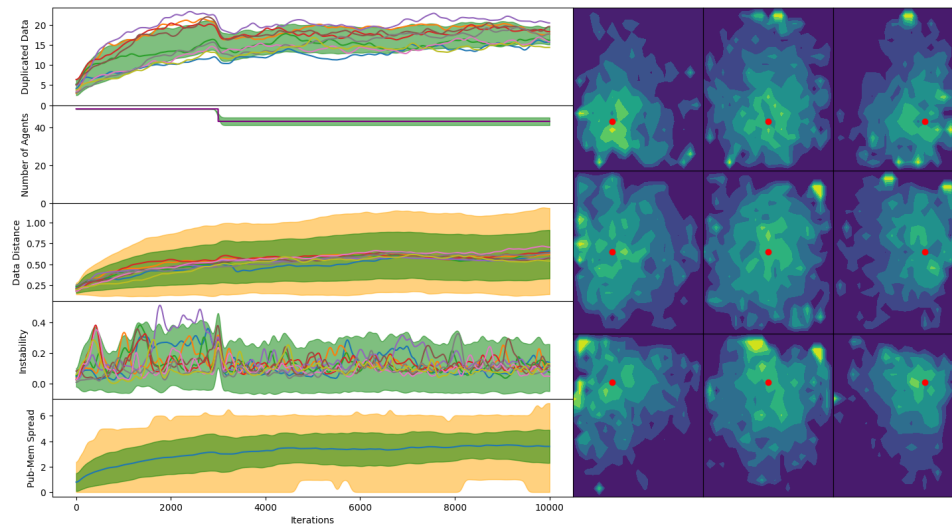 Duplicated Data
20
15
10
5
0
Number of Agents
40
20
0
Data Distance
1.00
0.75
0.50
0.25
Instability
0.4
0.2
0.0
Pub-Mem Spread
6
4
2
0
0 2000 4000 6000 8000 10000
Iterations